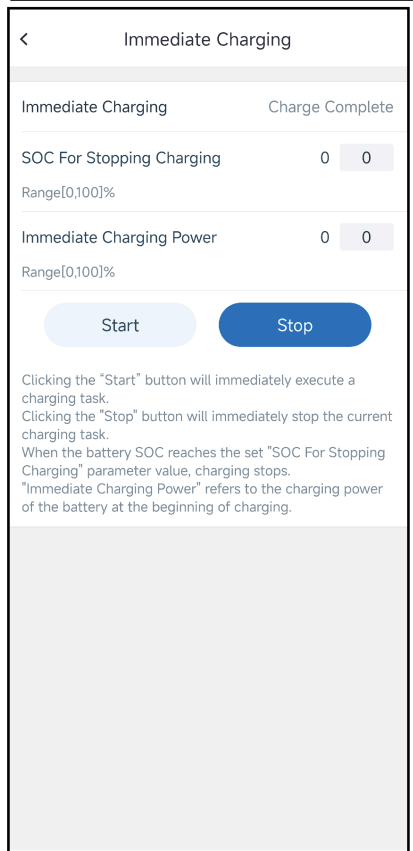 Immediate Charging
Immediate Charging Charge Complete
SOC For Stopping Charging 0 0
Range[0,100]%
Immediate Charging Power 0 0
Range[0,100]%
Start Stop
Clicking the “Start” button will immediately execute a
charging task.
Clicking the "Stop" button will immediately stop the current
charging task.
When the battery SOC reaches the set "SOC For Stopping
Charging" parameter value, charging stops.
"Immediate Charging Power" refers to the charging power
of the battery at the beginning of charging.